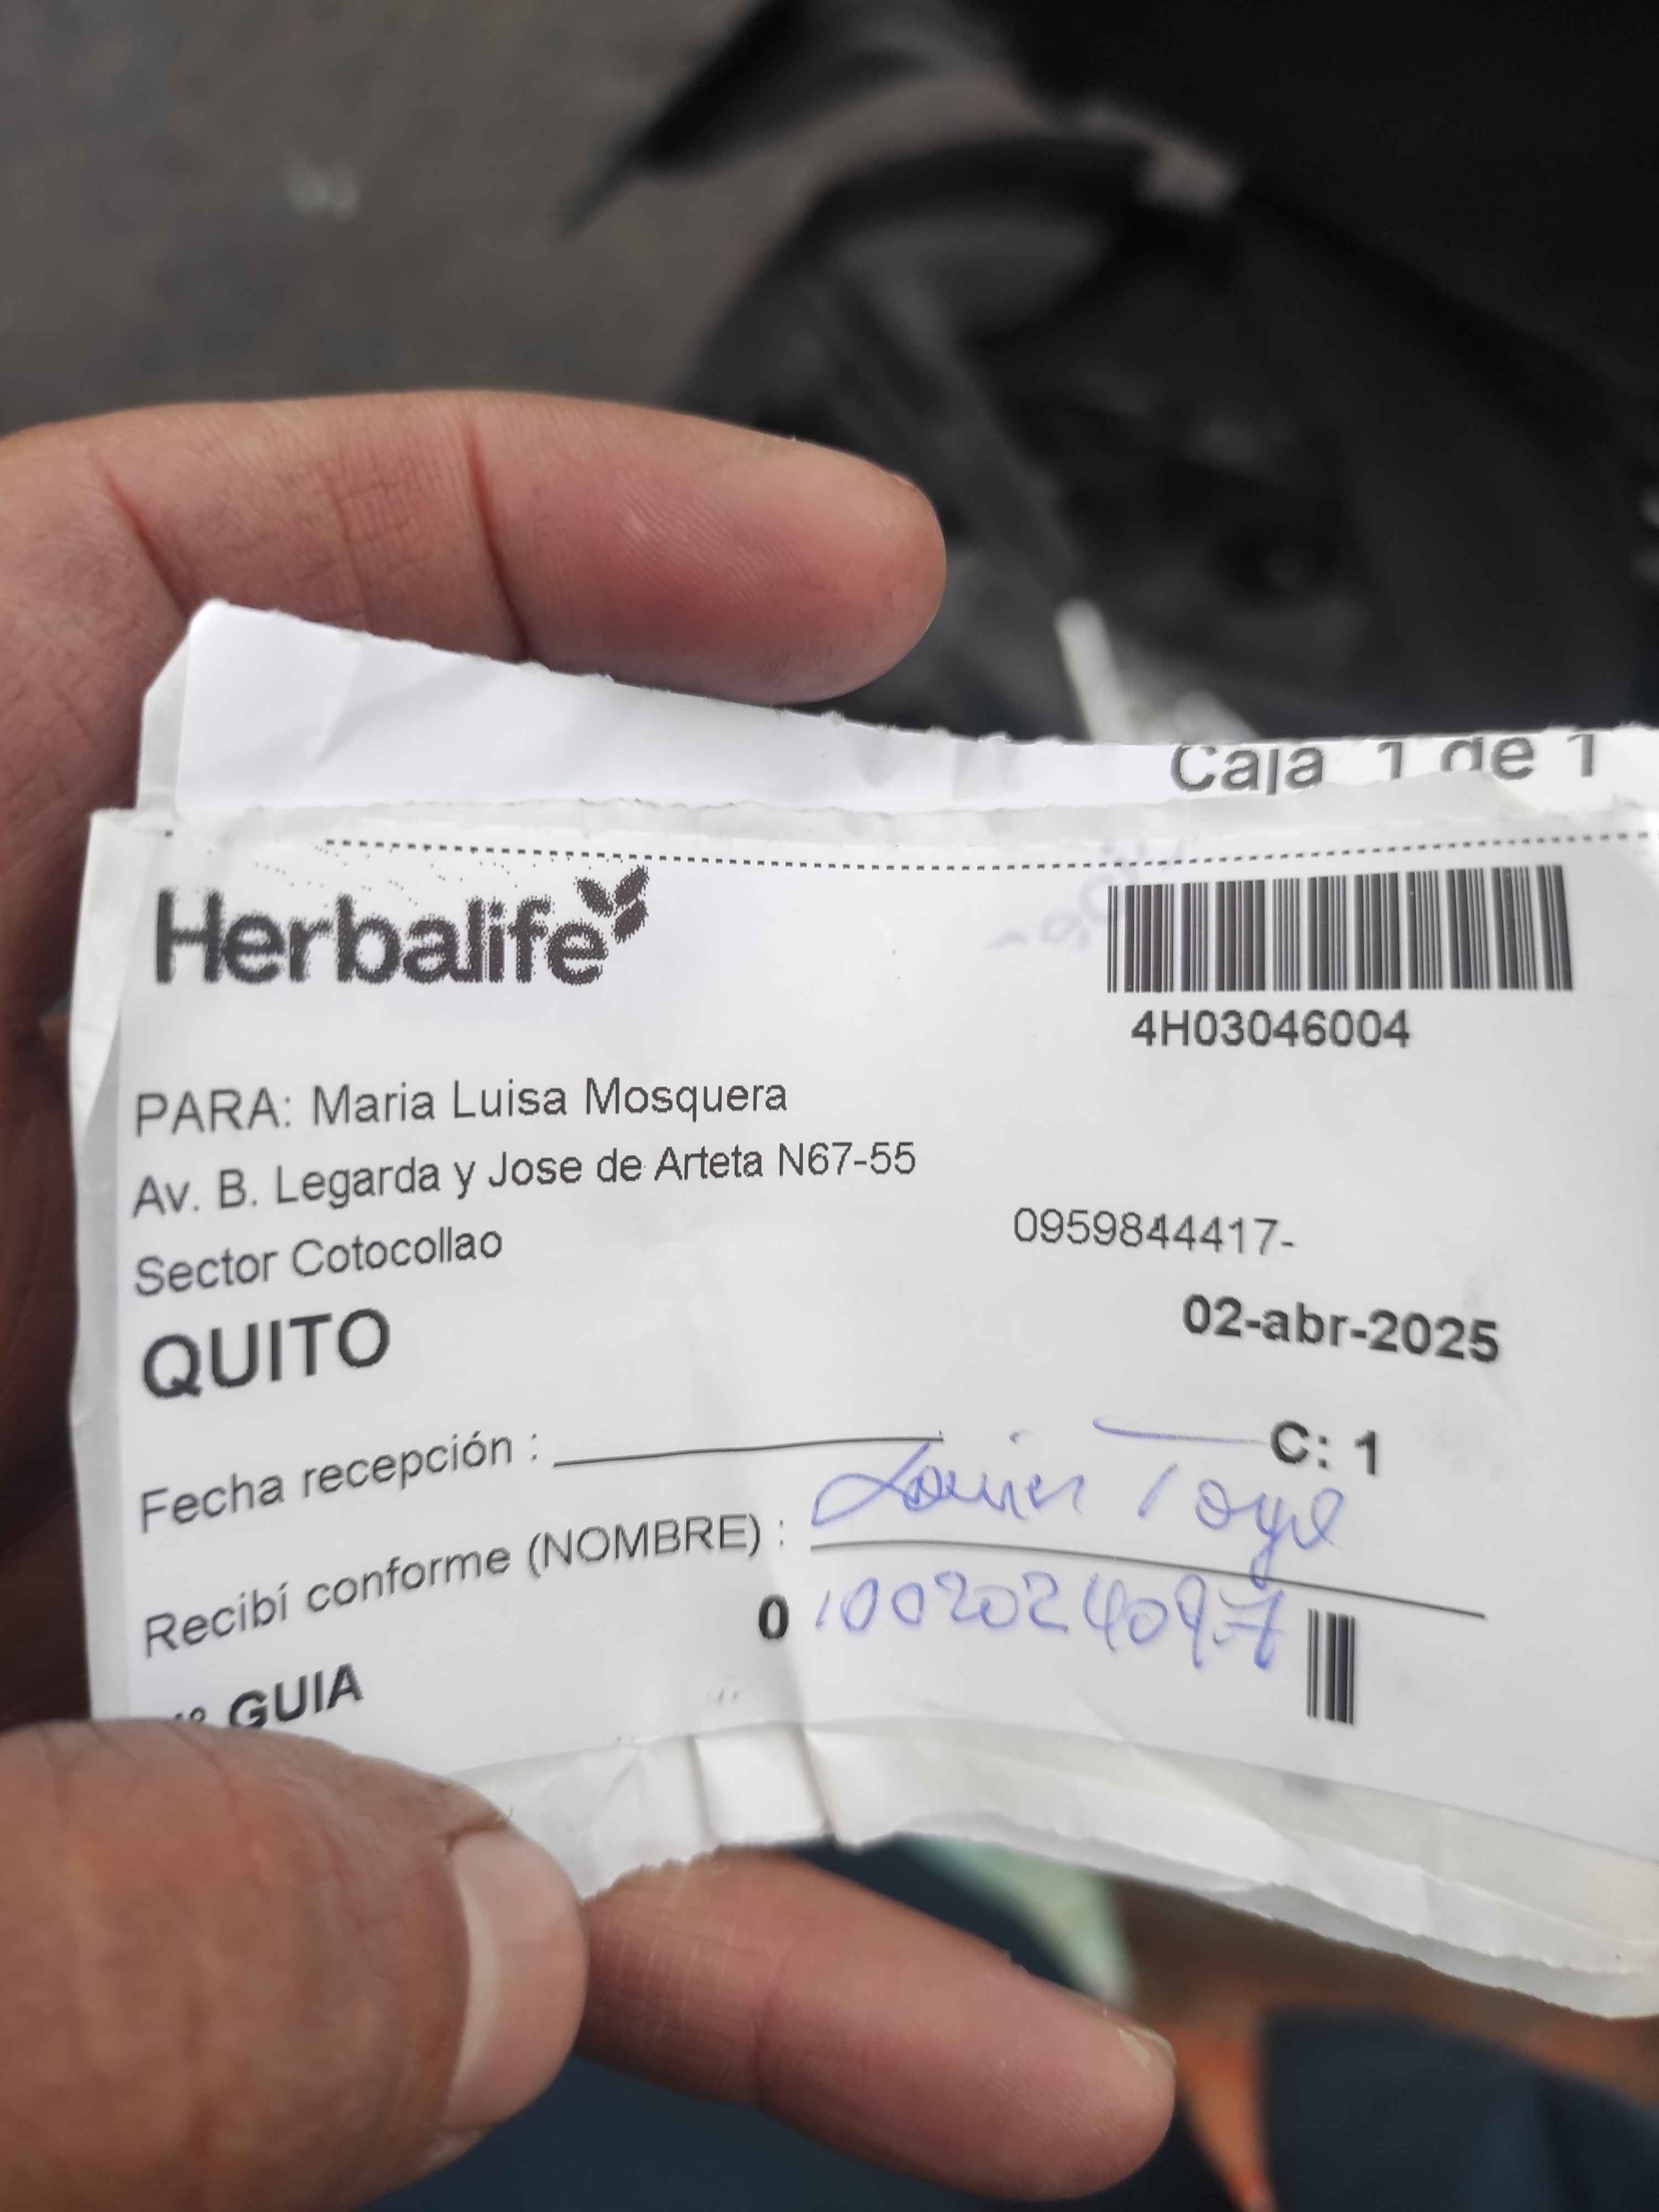 Caja 1 de 1
Herbalife
4H03046004
PARA: Maria Luisa Mosquera
Av. B. Legarda y Jose de Arteta N67-55
Sector Cotocollao
0959844417-
QUITO
02-abr-2025
Fecha recepción :
C: 1
Recibí conforme (NOMBRE) :
0 1002024097
GUIA